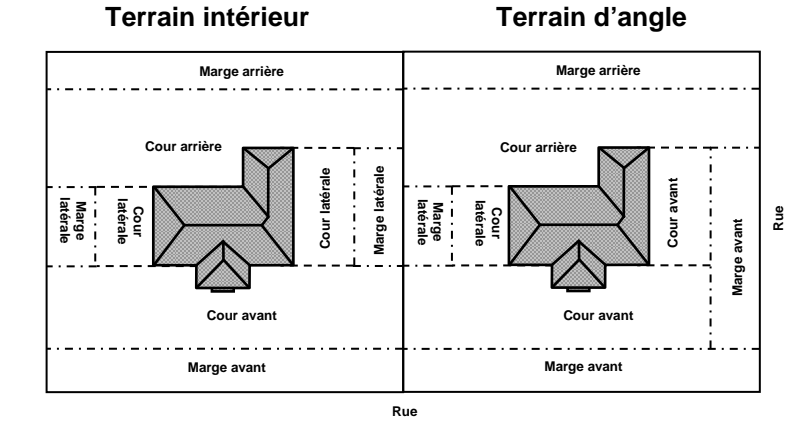 Terrain intérieur
Terrain d'angle
Marge arrière
Marge arrière
Cour arrière
Cour arrière
Marge
latérale
Cour
latérale
Cour latérale
Marge latérale
Marge
latérale
Cour
latérale
Cour avant
Marge avant
Rue
Cour avant
Cour avant
Marge avant
Marge avant
Rue